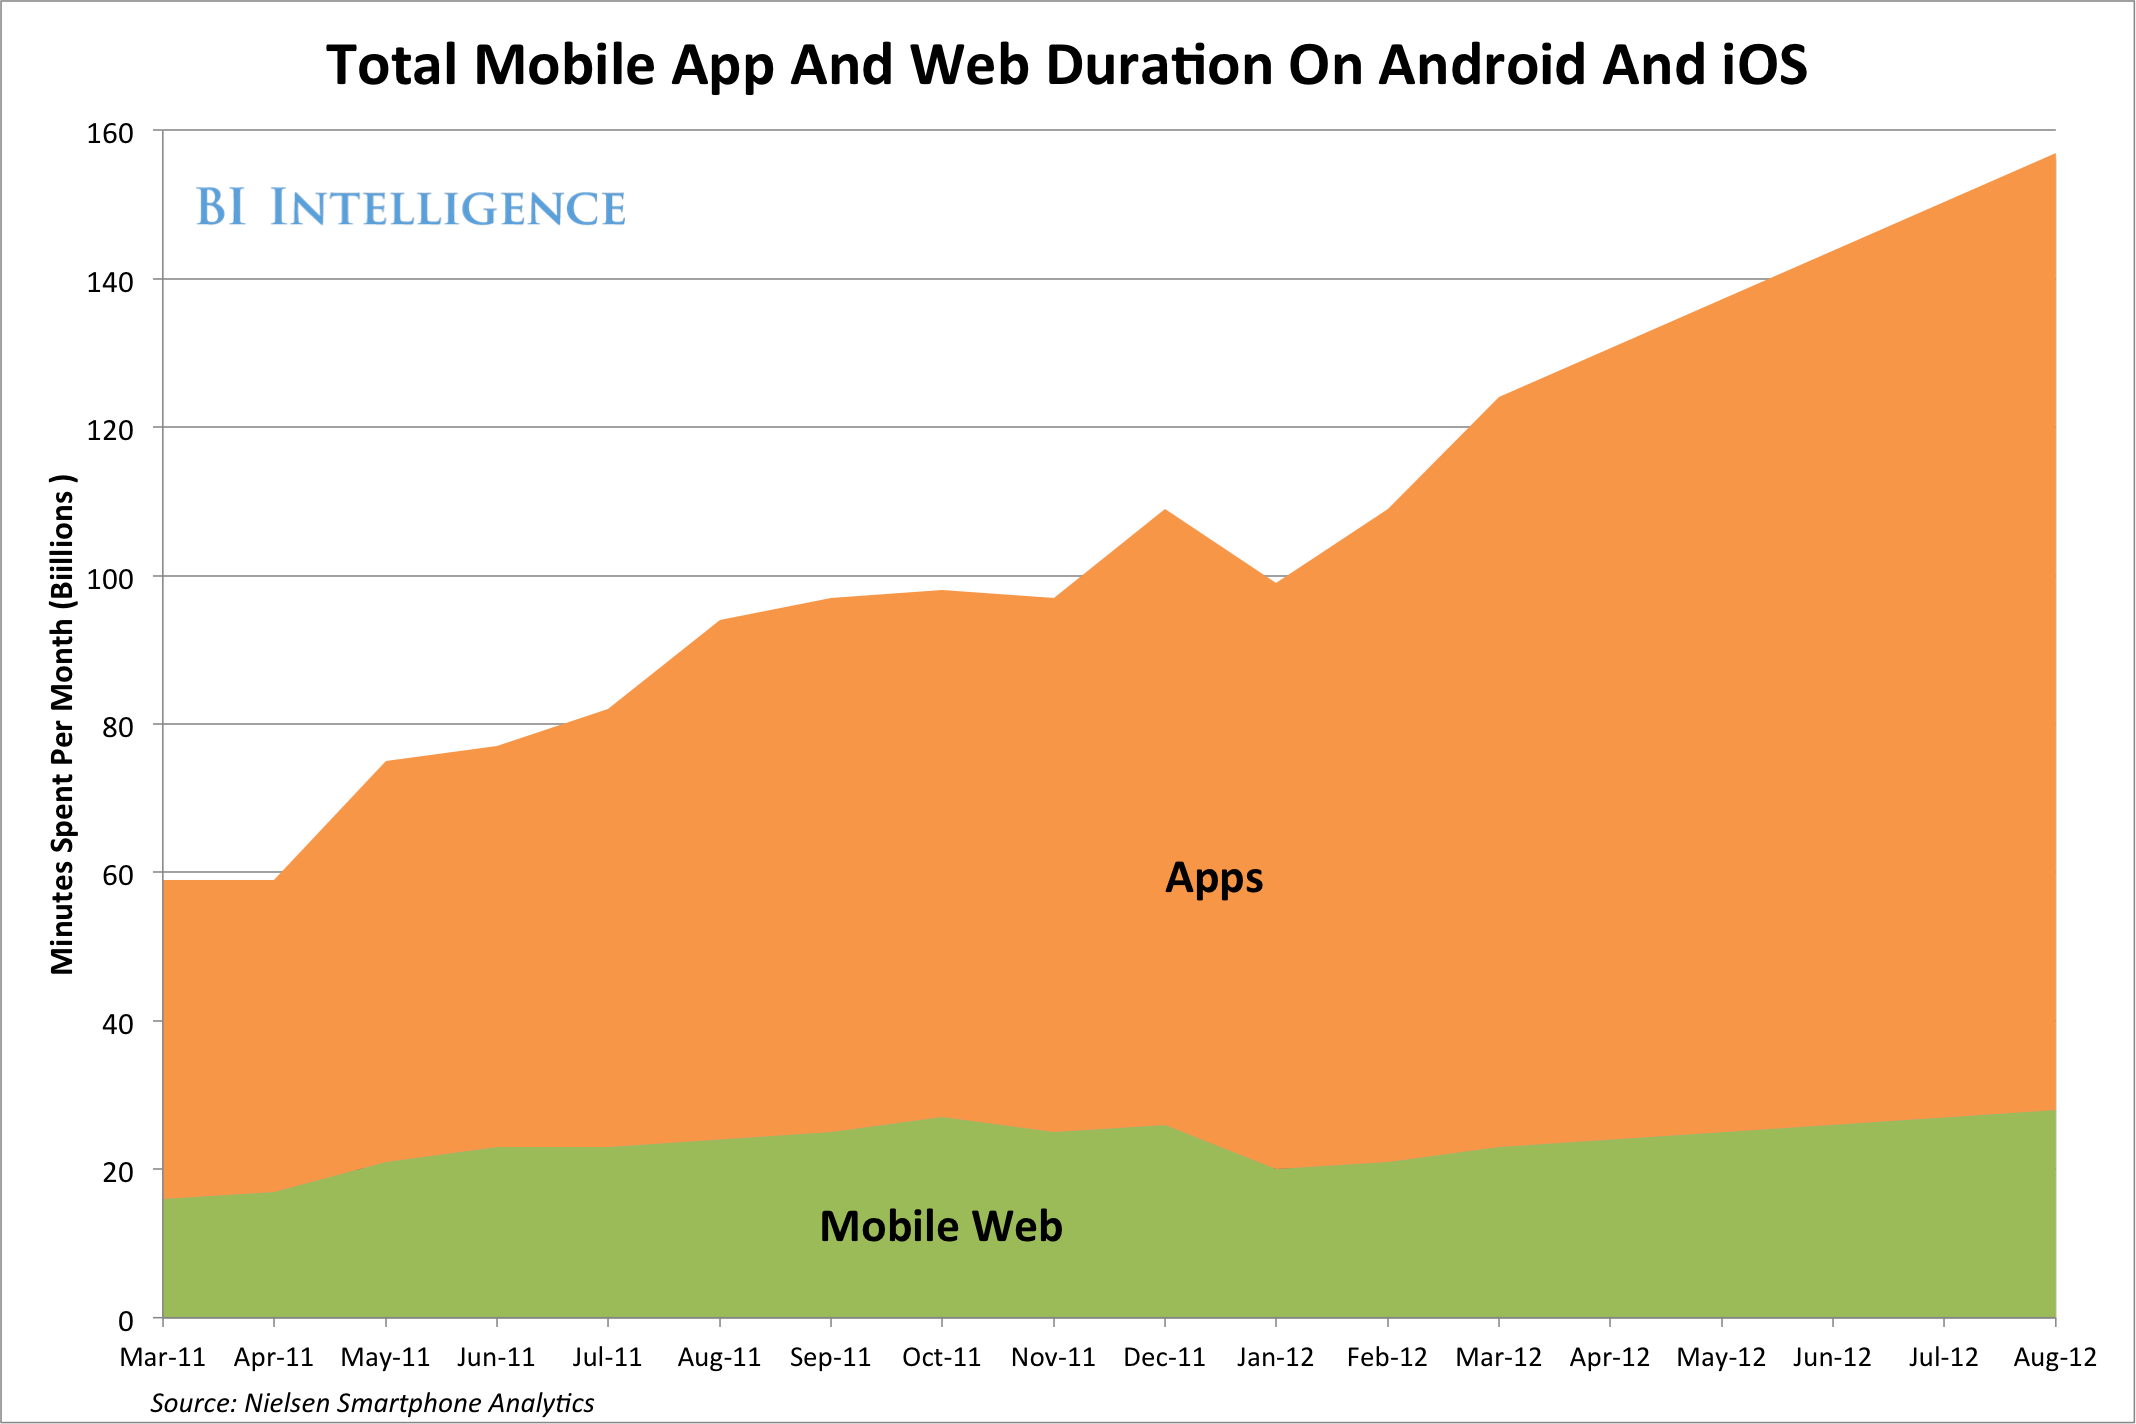 Total Mobile App And Web Duration On Android And iOS
BI INTELLIGENCE
Minutes Spent Per Month (Biillions )
160
140
120
100
80
60
40
20
0
Apps
Mobile Web
Mar-11 Apr-11 May-11 Jun-11 Jul-11 Aug-11 Sep-11 Oct-11 Nov-11 Dec-11 Jan-12 Feb-12 Mar-12 Apr-12 May-12 Jun-12 Jul-12 Aug-12
Source: Nielsen Smartphone Analytics